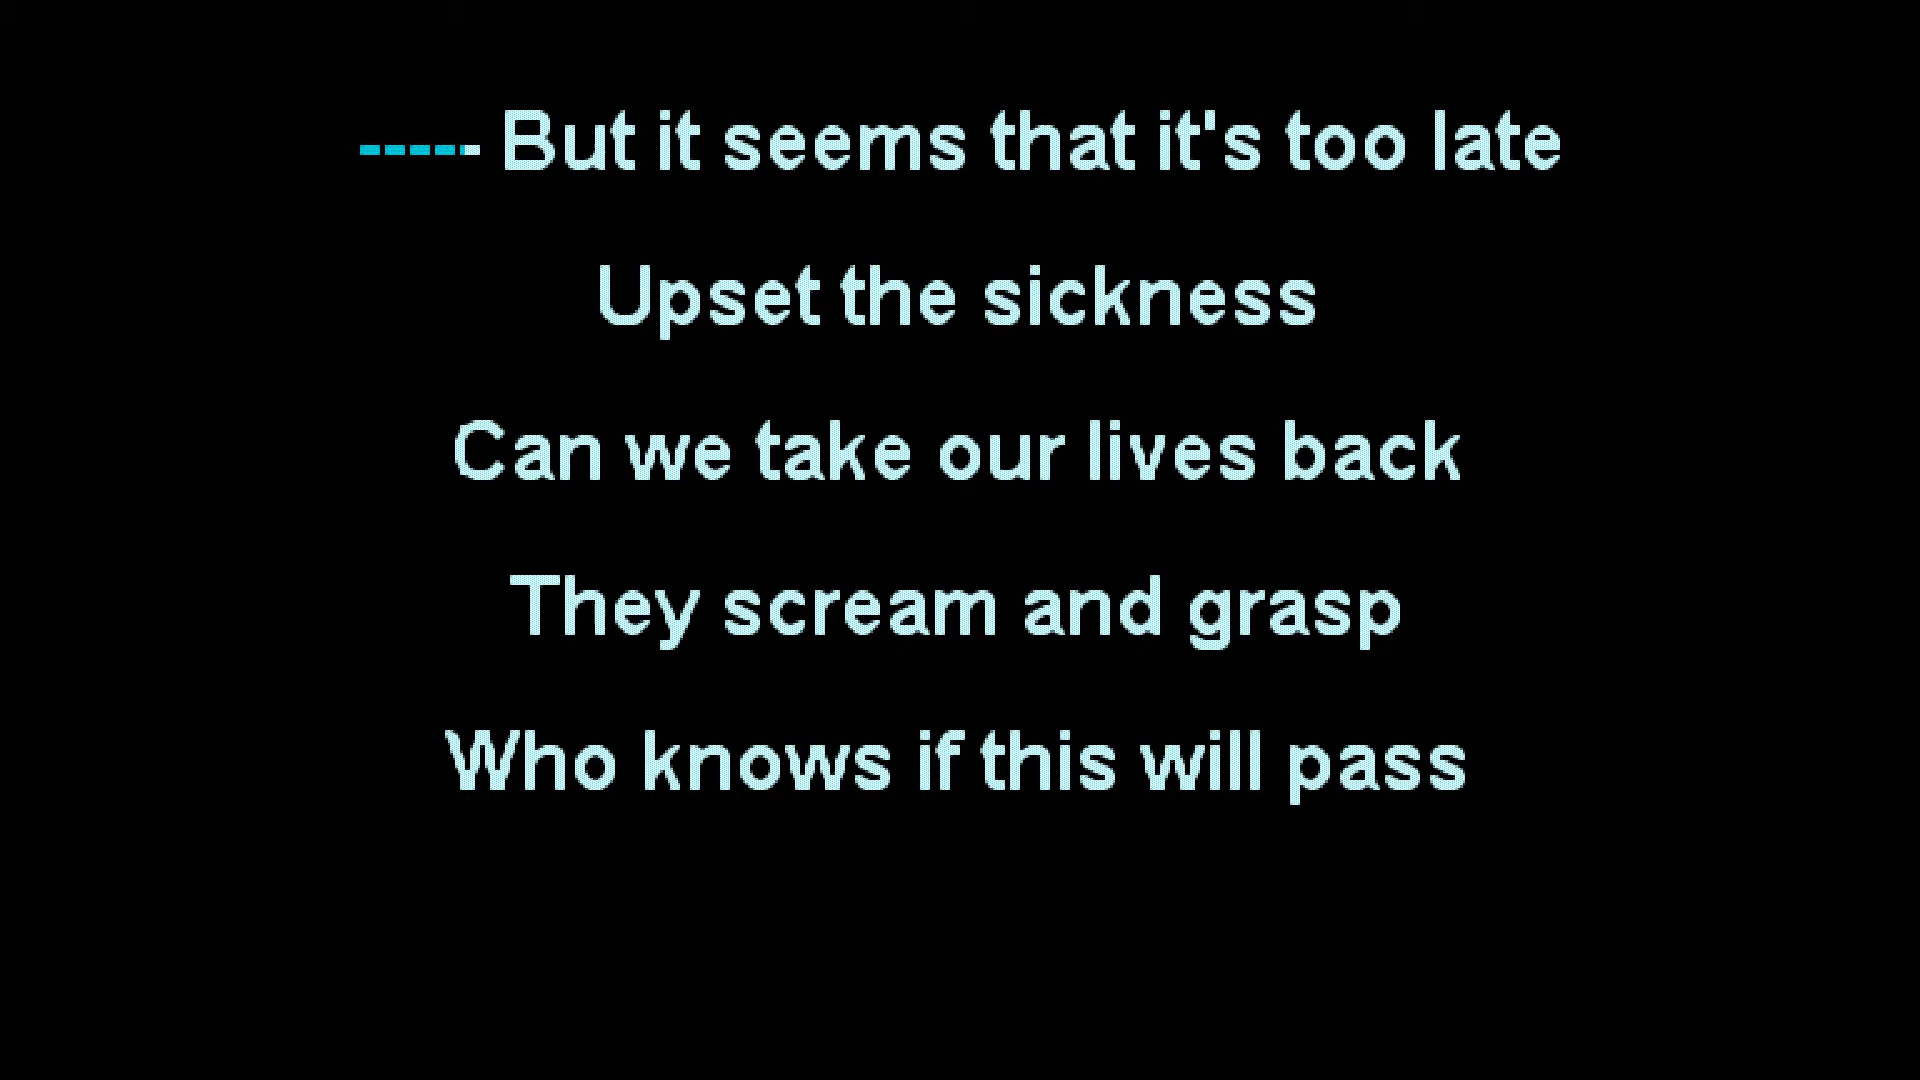 ----- But it seems that it's too late
Upset the sickness
Can we take our lives back
They scream and grasp
Who knows if this will pass